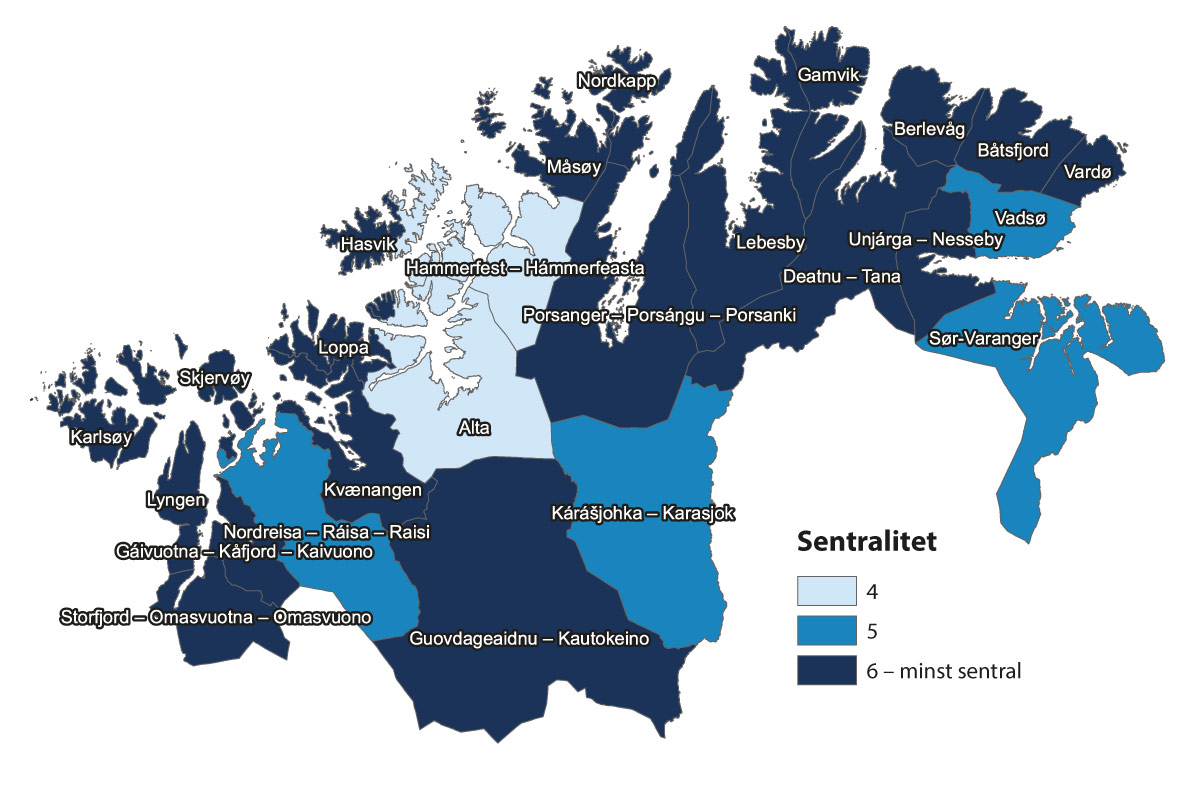 Nordkapp
Gamvik
Berlevåg
Båtsfjord
Måsøy
Vardø
Vadsø
Hasvik
Lebesby
Unjárga – Nesseby
Hammerfest – Hámmerfeasta
Deatnu – Tana
Porsanger – Porsáŋgu – Porsanki
Sør-Varanger
Loppa
Skjervøy
Alta
Karlsøy
Kvænangen
Lyngen
Kárášjohka – Karasjok
Nordreisa – Ráisa – Raisi
Gáivuotna – Kåfjord – Kaivuono
Storfjord – Omasvuotna – Omasvuono
Guovdageaidnu – Kautokeino
Sentralitet
4
5
6 – minst sentral